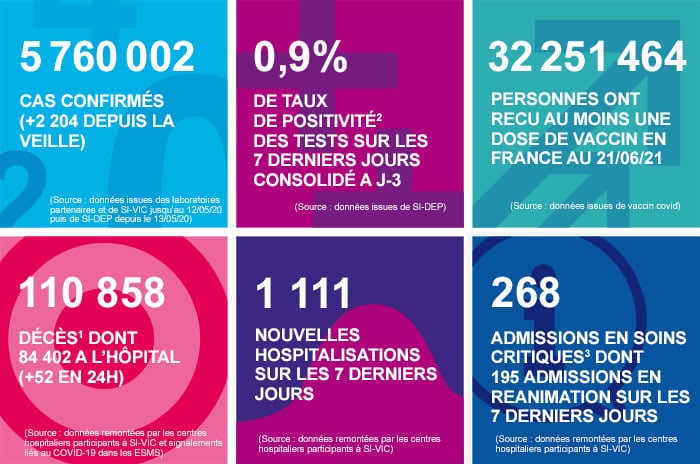 5 760 002
CAS CONFIRMÉS
(+2 204 DEPUIS LA
VEILLE)
(Source : données issues des laboratoires
partenaires et de SI-VIC jusqu'au 12/05/20
puis de SI-DEP depuis le 13/05/20)
0,9%
DE TAUX
DE POSITIVITÉ²
DES TESTS SUR LES
7 DERNIERS JOURS
CONSOLIDÉ A J-3
(Source : données issues de SI-DEP)
32 251 464
PERSONNES ONT
RECU AU MOINS UNE
DOSE DE VACCIN EN
FRANCE AU 21/06/21
(Source : données issues de vaccin covid)
110 858
DÉCÈS¹ DONT
84 402 A L'HÔPITAL
(+52 EN 24H)
(Source : données remontées par les centres
hospitaliers participants à SI-VIC et signalements
liés au COVID-19 dans les ESMS)
1 111
NOUVELLES
HOSPITALISATIONS
SUR LES 7 DERNIERS
JOURS
(Source : données remontées par les centres
hospitaliers participants à SI-VIC)
268
ADMISSIONS EN SOINS
CRITIQUES³ DONT
195 ADMISSIONS EN
REANIMATION SUR LES
7 DERNIERS JOURS
(Source : données remontées par les centres
hospitaliers participants à SI-VIC)